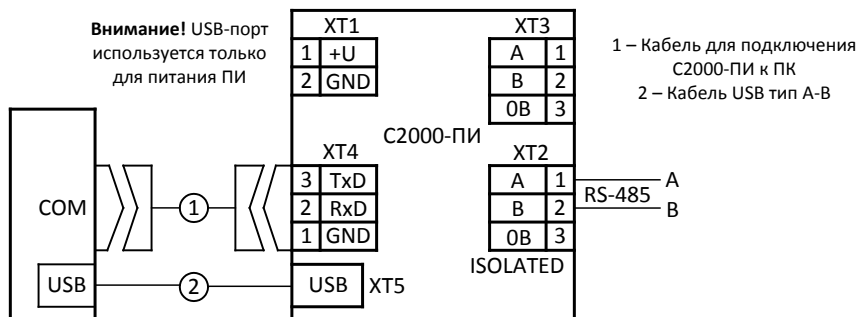 Внимание! USB-порт
используется только
для питания ПИ
XT1
1 +U
2 GND
XT3
A 1
B 2
0B 3
1 – Кабель для подключения
С2000-ПИ к ПК
2 – Кабель USB тип A-B
С2000-ПИ
COM
1
XT4
3 TxD
2 RxD
1 GND
XT2
A 1
B 2
0B 3
RS-485
A
B
ISOLATED
USB
2
USB
XT5